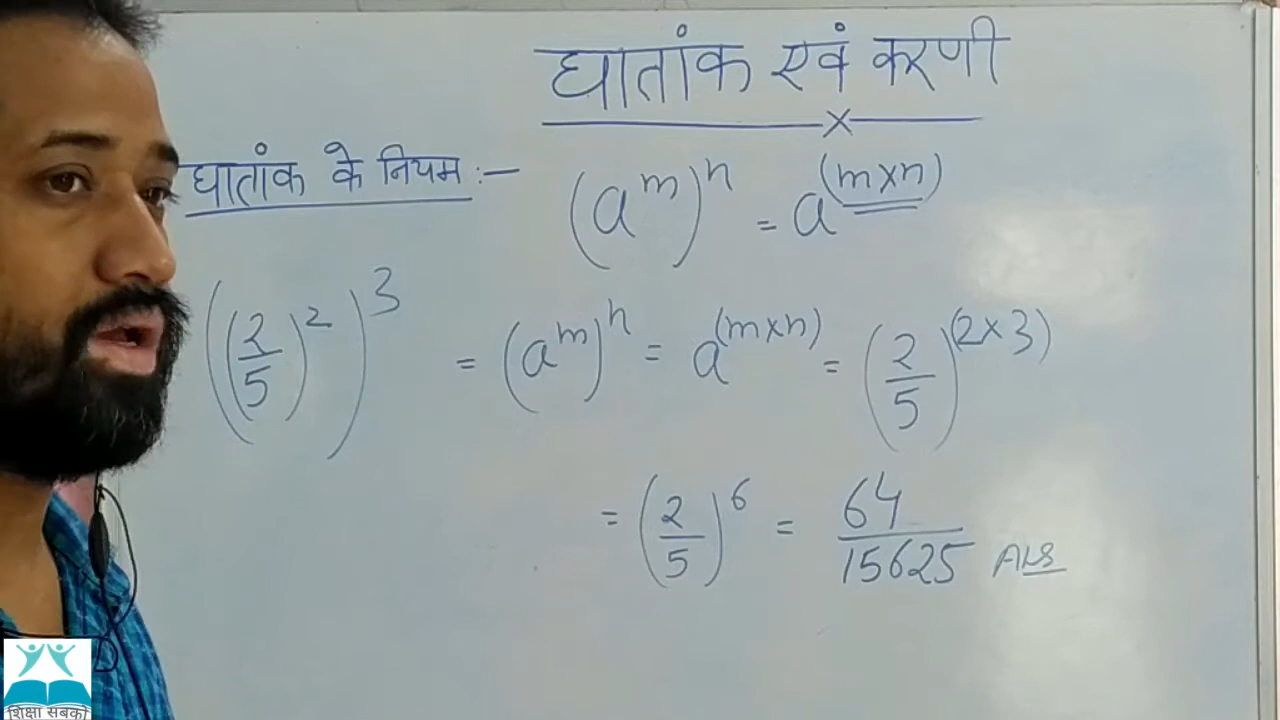 घातांक एवं करणी
घातांक के नियम :- (a^m)^n = a^(m×n)
((2/5)^2)^3 = (a^m)^n = a^(m×n) = (2/5)^(2×3)
= (2/5)^6 = 64/15625 Ans
शिक्षा सबको